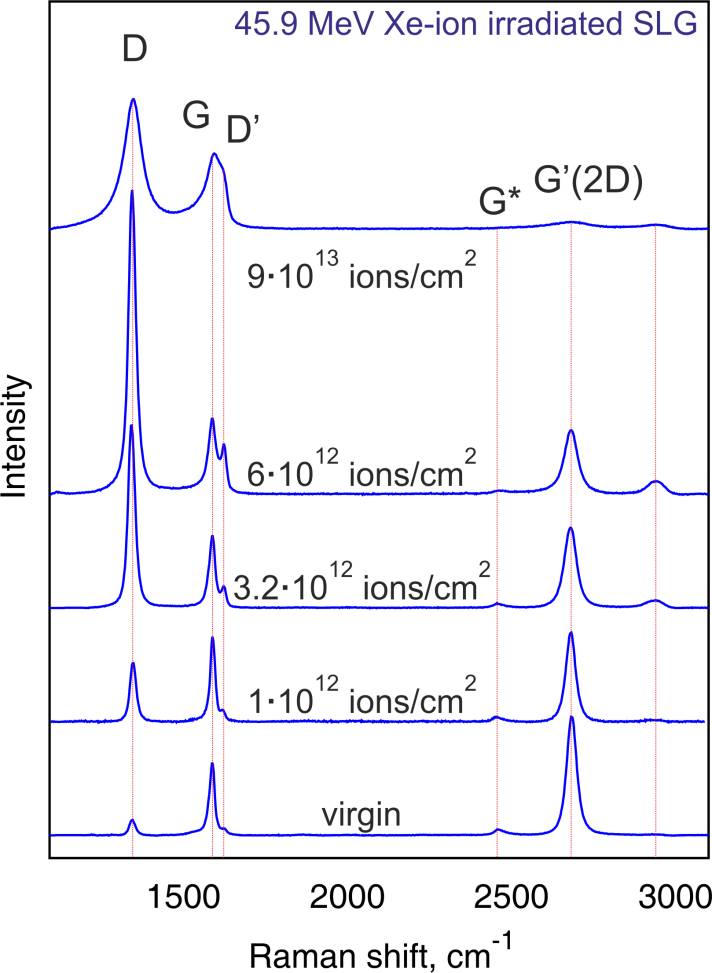 45.9 MeV Xe-ion irradiated SLG
D
G
D’
G*
G’(2D)
9·10¹³ ions/cm²
6·10¹² ions/cm²
3.2·10¹² ions/cm²
1·10¹² ions/cm²
virgin
Intensity
1500 2000 2500 3000
Raman shift, cm⁻¹